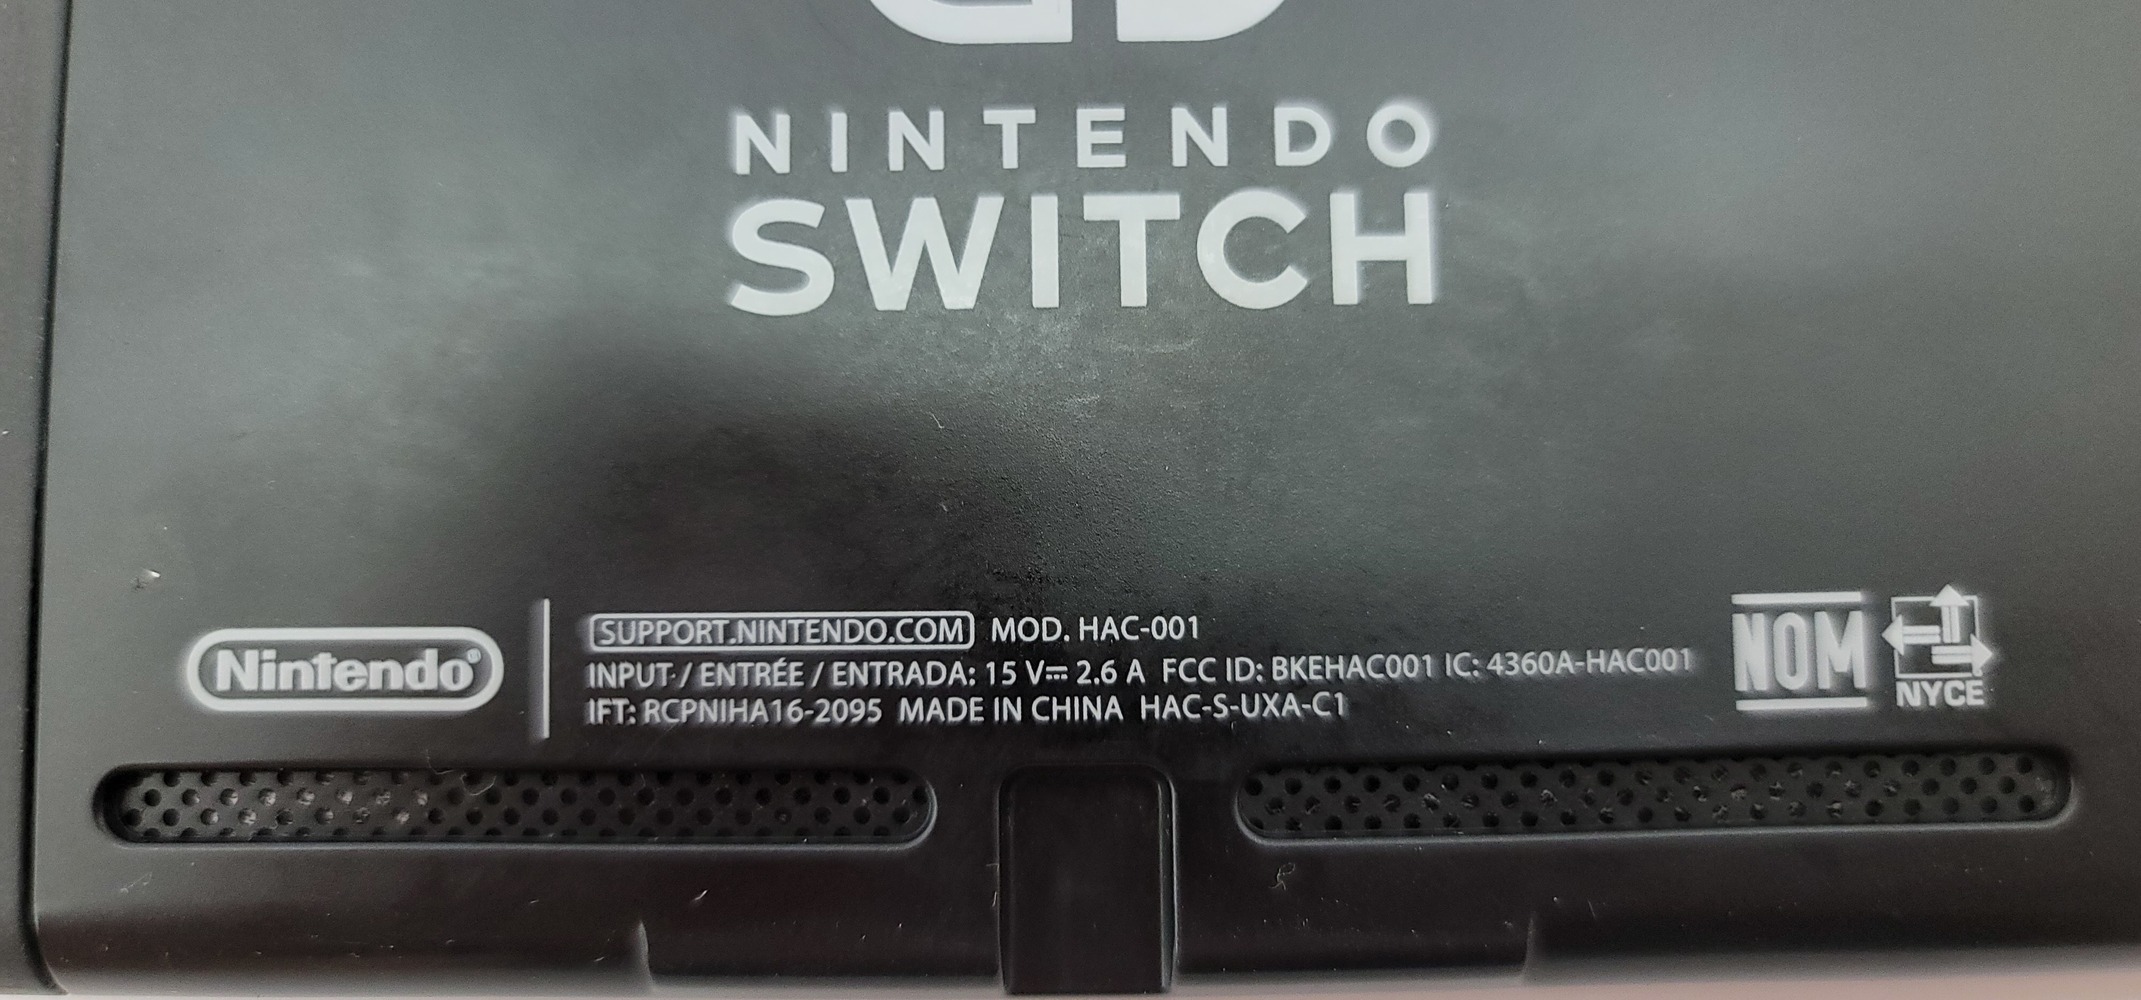 NINTENDO
SWITCH
Nintendo®
SUPPORT.NINTENDO.COM MOD. HAC-001
INPUT / ENTRÉE / ENTRADA: 15 V⎓ 2.6 A FCC ID: BKEHAC001 IC: 4360A-HAC001
IFT: RCPNIHA16-2095 MADE IN CHINA HAC-S-UXA-C1
NOM
NYCE